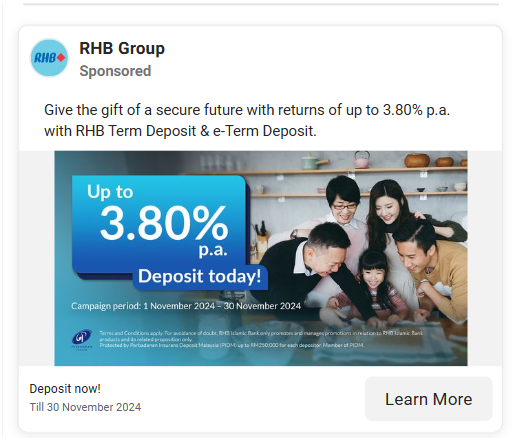 RHB
RHB Group
Sponsored
Give the gift of a secure future with returns of up to 3.80% p.a.
with RHB Term Deposit & e-Term Deposit.
Up to
3.80%
p.a.
Deposit today!
Campaign period: 1 November 2024 – 30 November 2024
Terms and Conditions apply. For avoidance of doubt, RHB Islamic Bank only promotes and manages promotions in relation to RHB Islamic Bank
products and its related proposition only.
Protected by Perbadanan Insurans Deposit Malaysia (PIDM) up to RM250,000 for each depositor. Member of PIDM
Deposit now!
Till 30 November 2024
Learn More